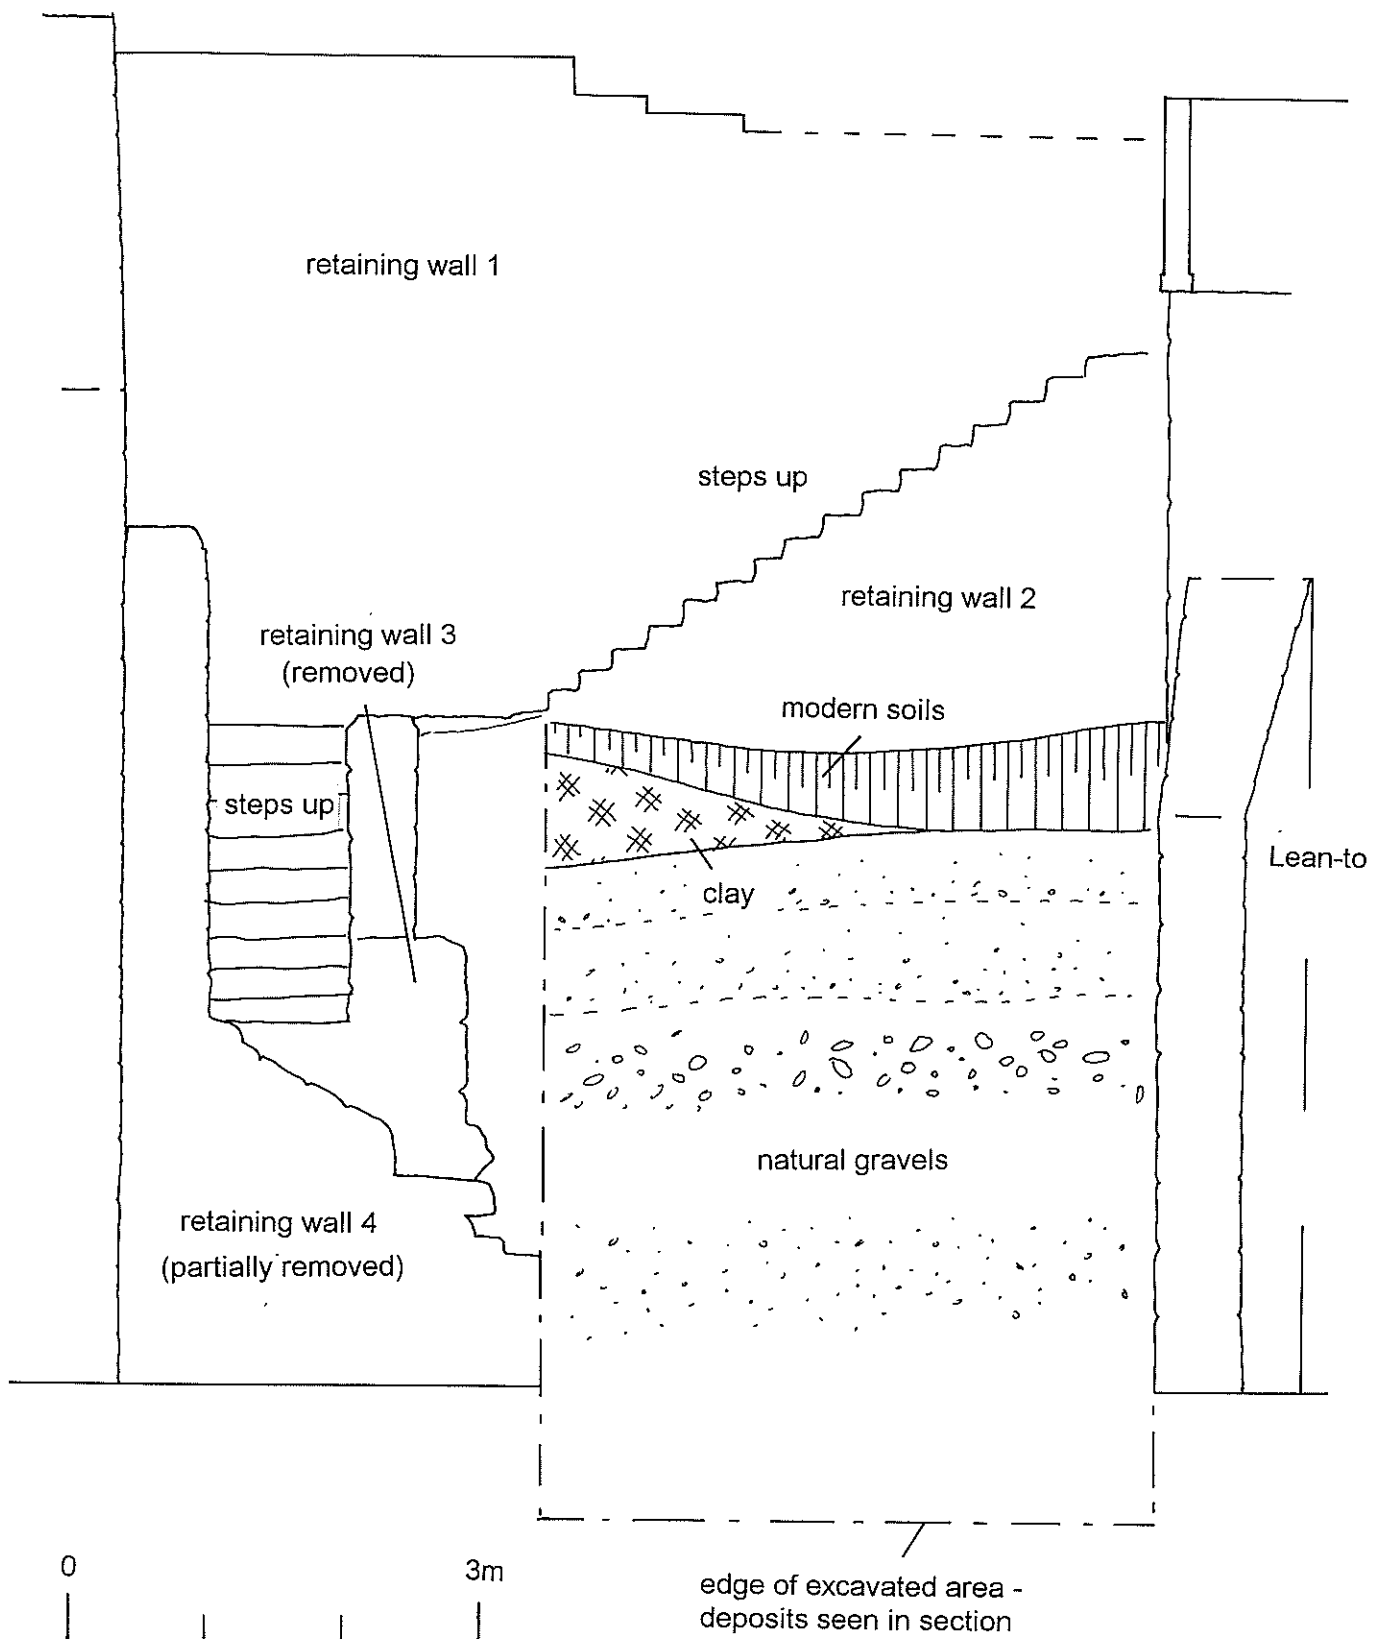 retaining wall 1
steps up
retaining wall 2
retaining wall 3
(removed)
modern soils
steps up
Lean-to
clay
natural gravels
retaining wall 4
(partially removed)
0
3m
edge of excavated area -
deposits seen in section